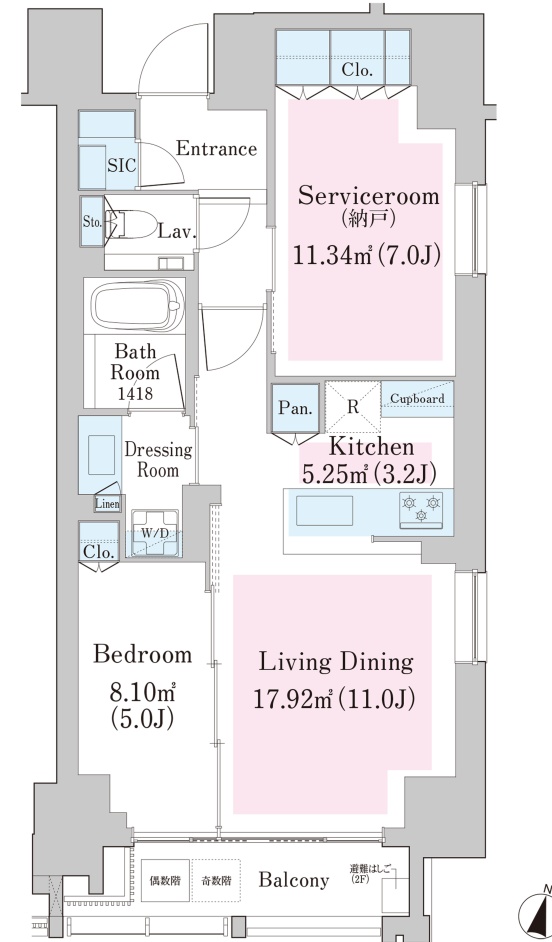 Clo.
Entrance
SIC
Serviceroom
(納戸)
11.34㎡(7.0J)
Sto.
Lav.
Bath
Room
1418
Pan.
R
Cupboard
Kitchen
5.25㎡(3.2J)
Dressing
Room
Linen
W/D
Clo.
Bedroom
8.10㎡
(5.0J)
Living Dining
17.92㎡(11.0J)
偶数階
奇数階
Balcony
避難はしご
(2F)
N